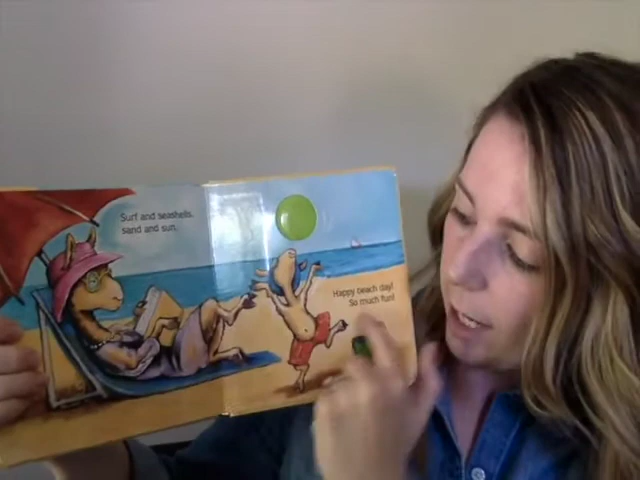 Surf and seashells,
sand and sun.
Happy beach day!
So much fun!